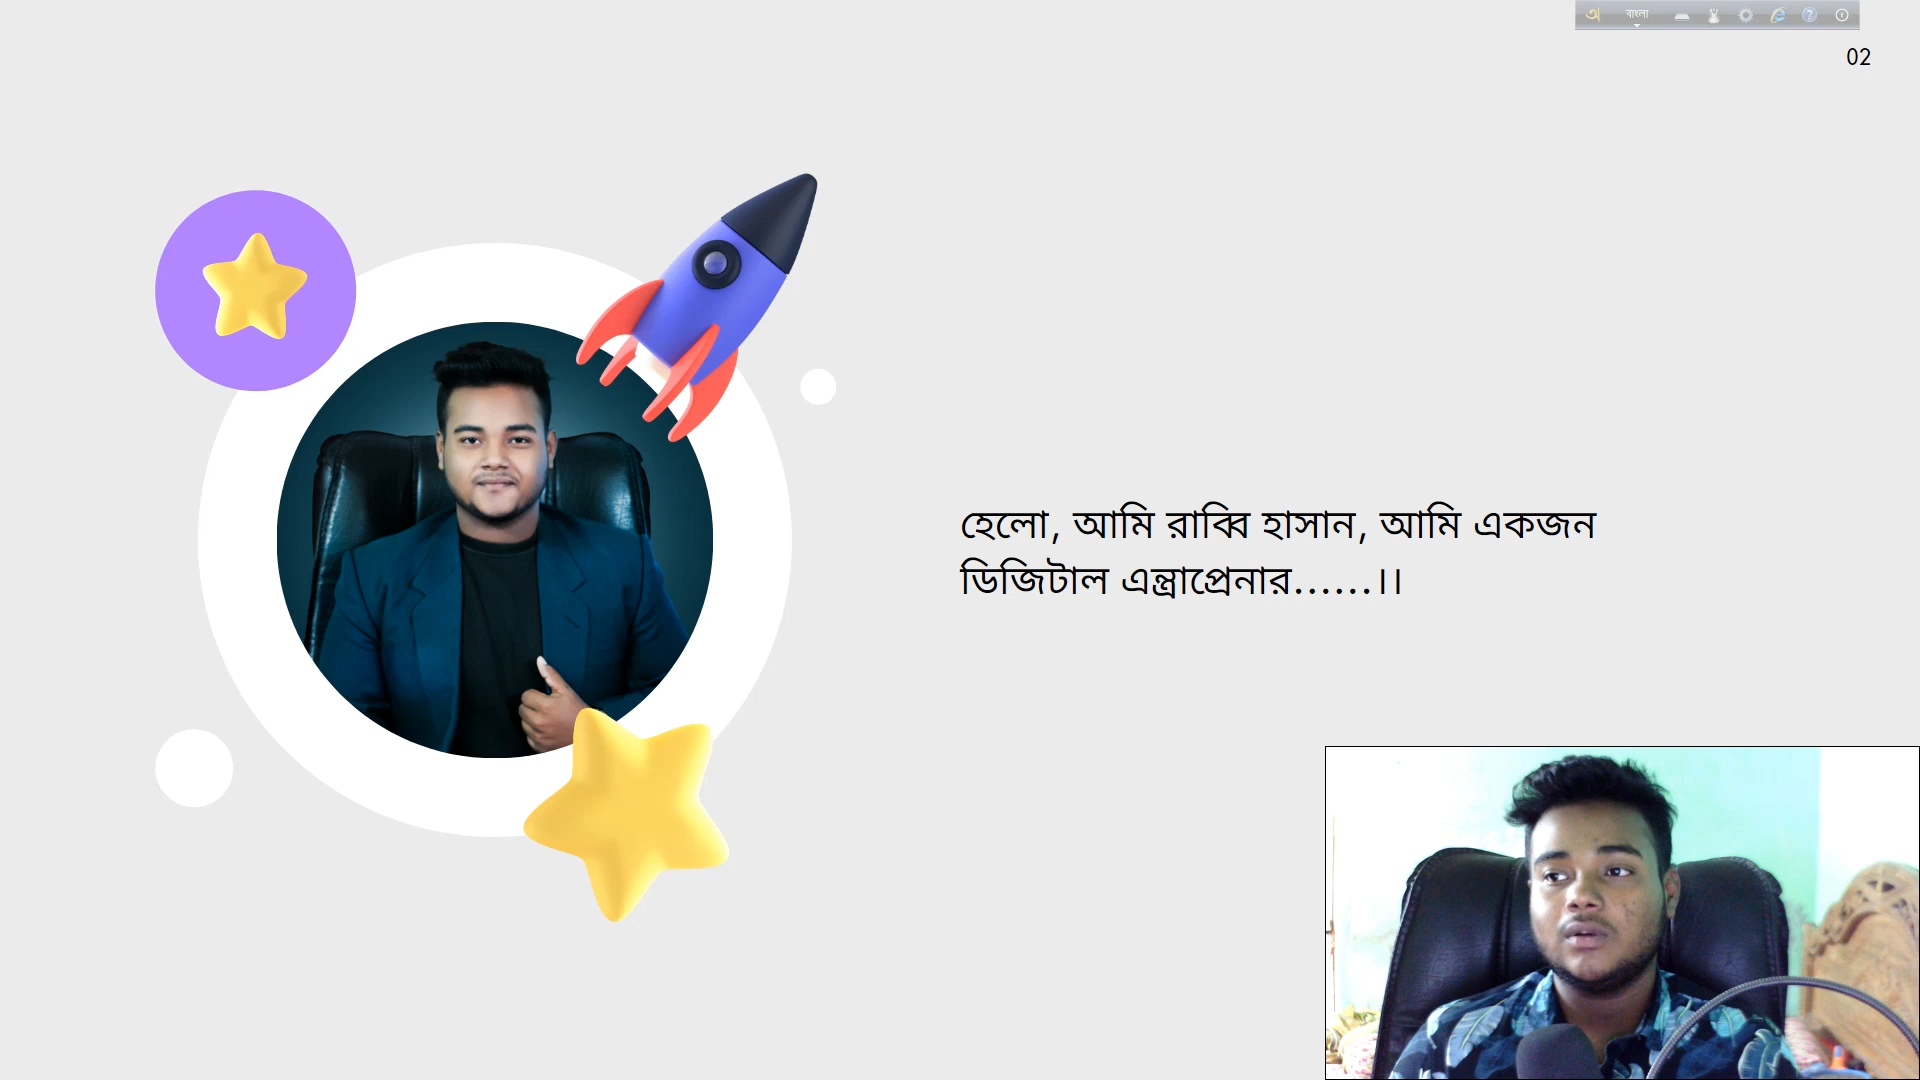 অ বাংলা
02
হেলো, আমি রাব্বি হাসান, আমি একজন
ডিজিটাল এন্ত্রাপ্রেনার......।।